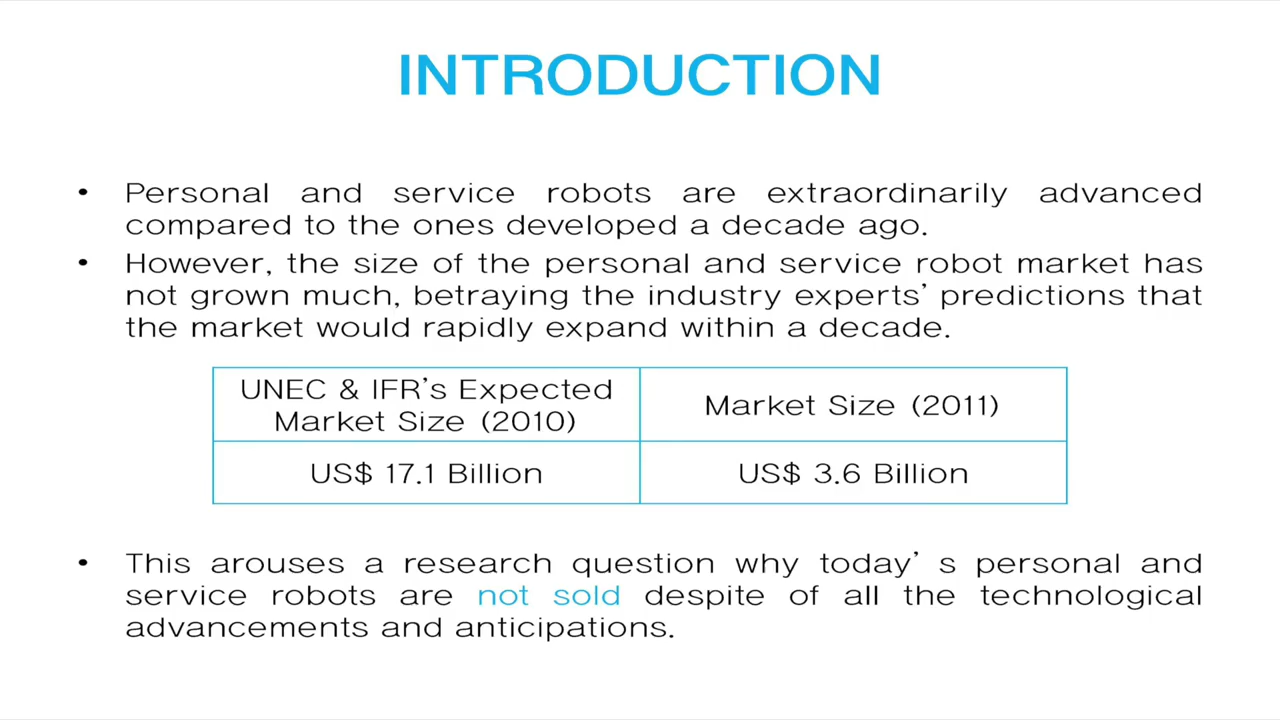 INTRODUCTION
• Personal and service robots are extraordinarily advanced
compared to the ones developed a decade ago.
• However, the size of the personal and service robot market has
not grown much, betraying the industry experts’ predictions that
the market would rapidly expand within a decade.
UNEC & IFR’s Expected
Market Size (2010)
Market Size (2011)
US$ 17.1 Billion
US$ 3.6 Billion
• This arouses a research question why today’ s personal and
service robots are not sold despite of all the technological
advancements and anticipations.